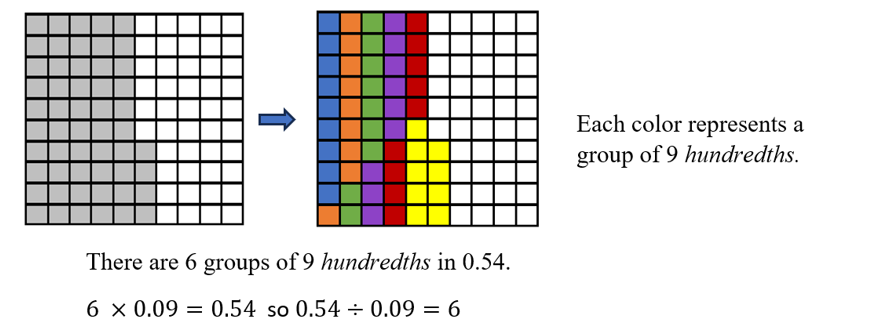 Each color represents a
group of 9 hundredths.
There are 6 groups of 9 hundredths in 0.54.
6 × 0.09 = 0.54 so 0.54 ÷ 0.09 = 6